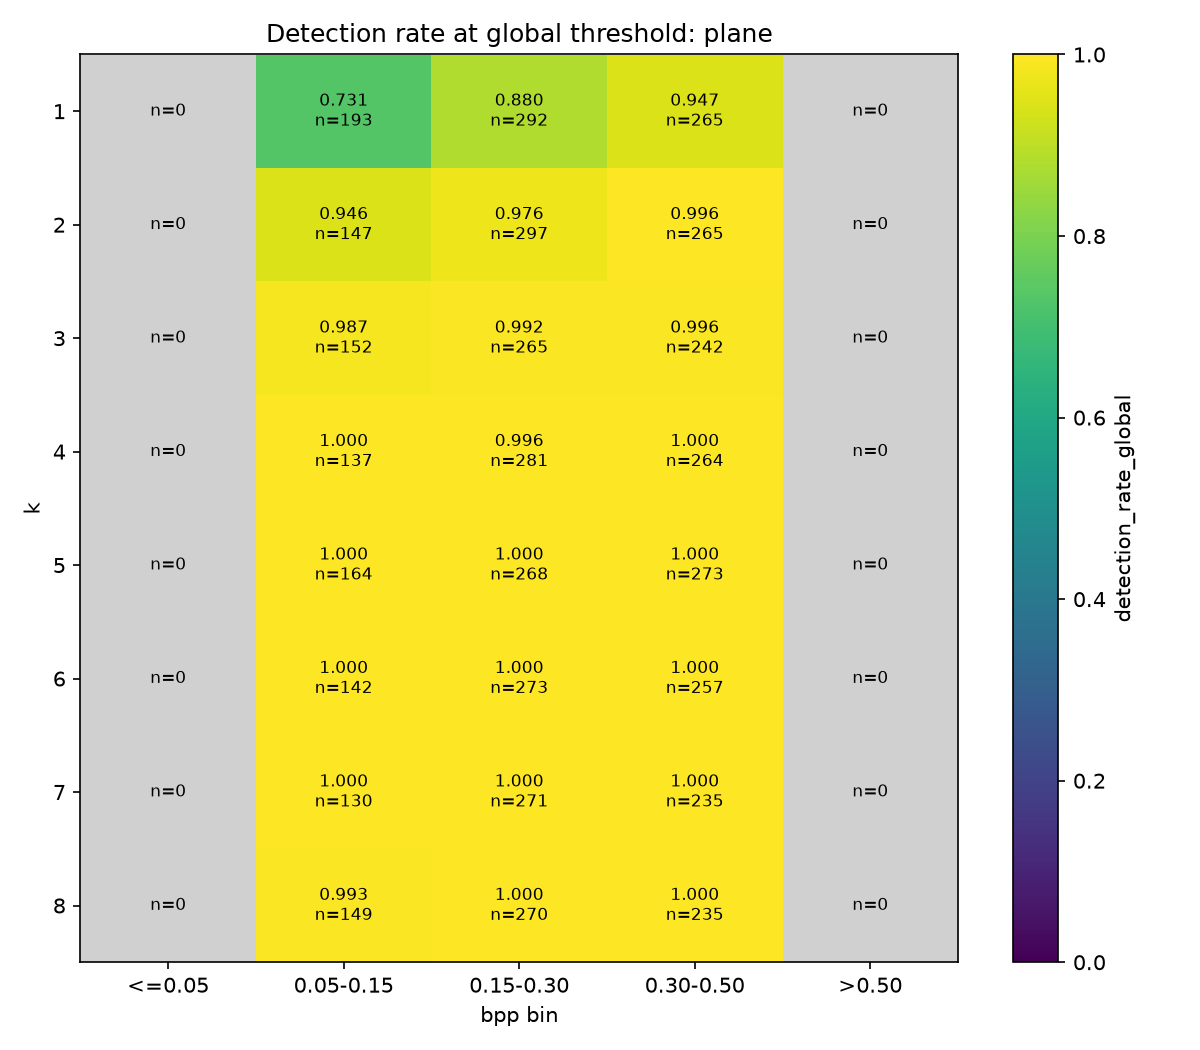 Detection rate at global threshold: plane
1
n=0
0.731
n=193
0.880
n=292
0.947
n=265
n=0
2
n=0
0.946
n=147
0.976
n=297
0.996
n=265
n=0
3
n=0
0.987
n=152
0.992
n=265
0.996
n=242
n=0
4
n=0
1.000
n=137
0.996
n=281
1.000
n=264
n=0
5
n=0
1.000
n=164
1.000
n=268
1.000
n=273
n=0
6
n=0
1.000
n=142
1.000
n=273
1.000
n=257
n=0
7
n=0
1.000
n=130
1.000
n=271
1.000
n=235
n=0
8
n=0
0.993
n=149
1.000
n=270
1.000
n=235
n=0
k
<=0.05
0.05-0.15
0.15-0.30
0.30-0.50
>0.50
bpp bin
1.0
0.8
0.6
0.4
0.2
0.0
detection_rate_global